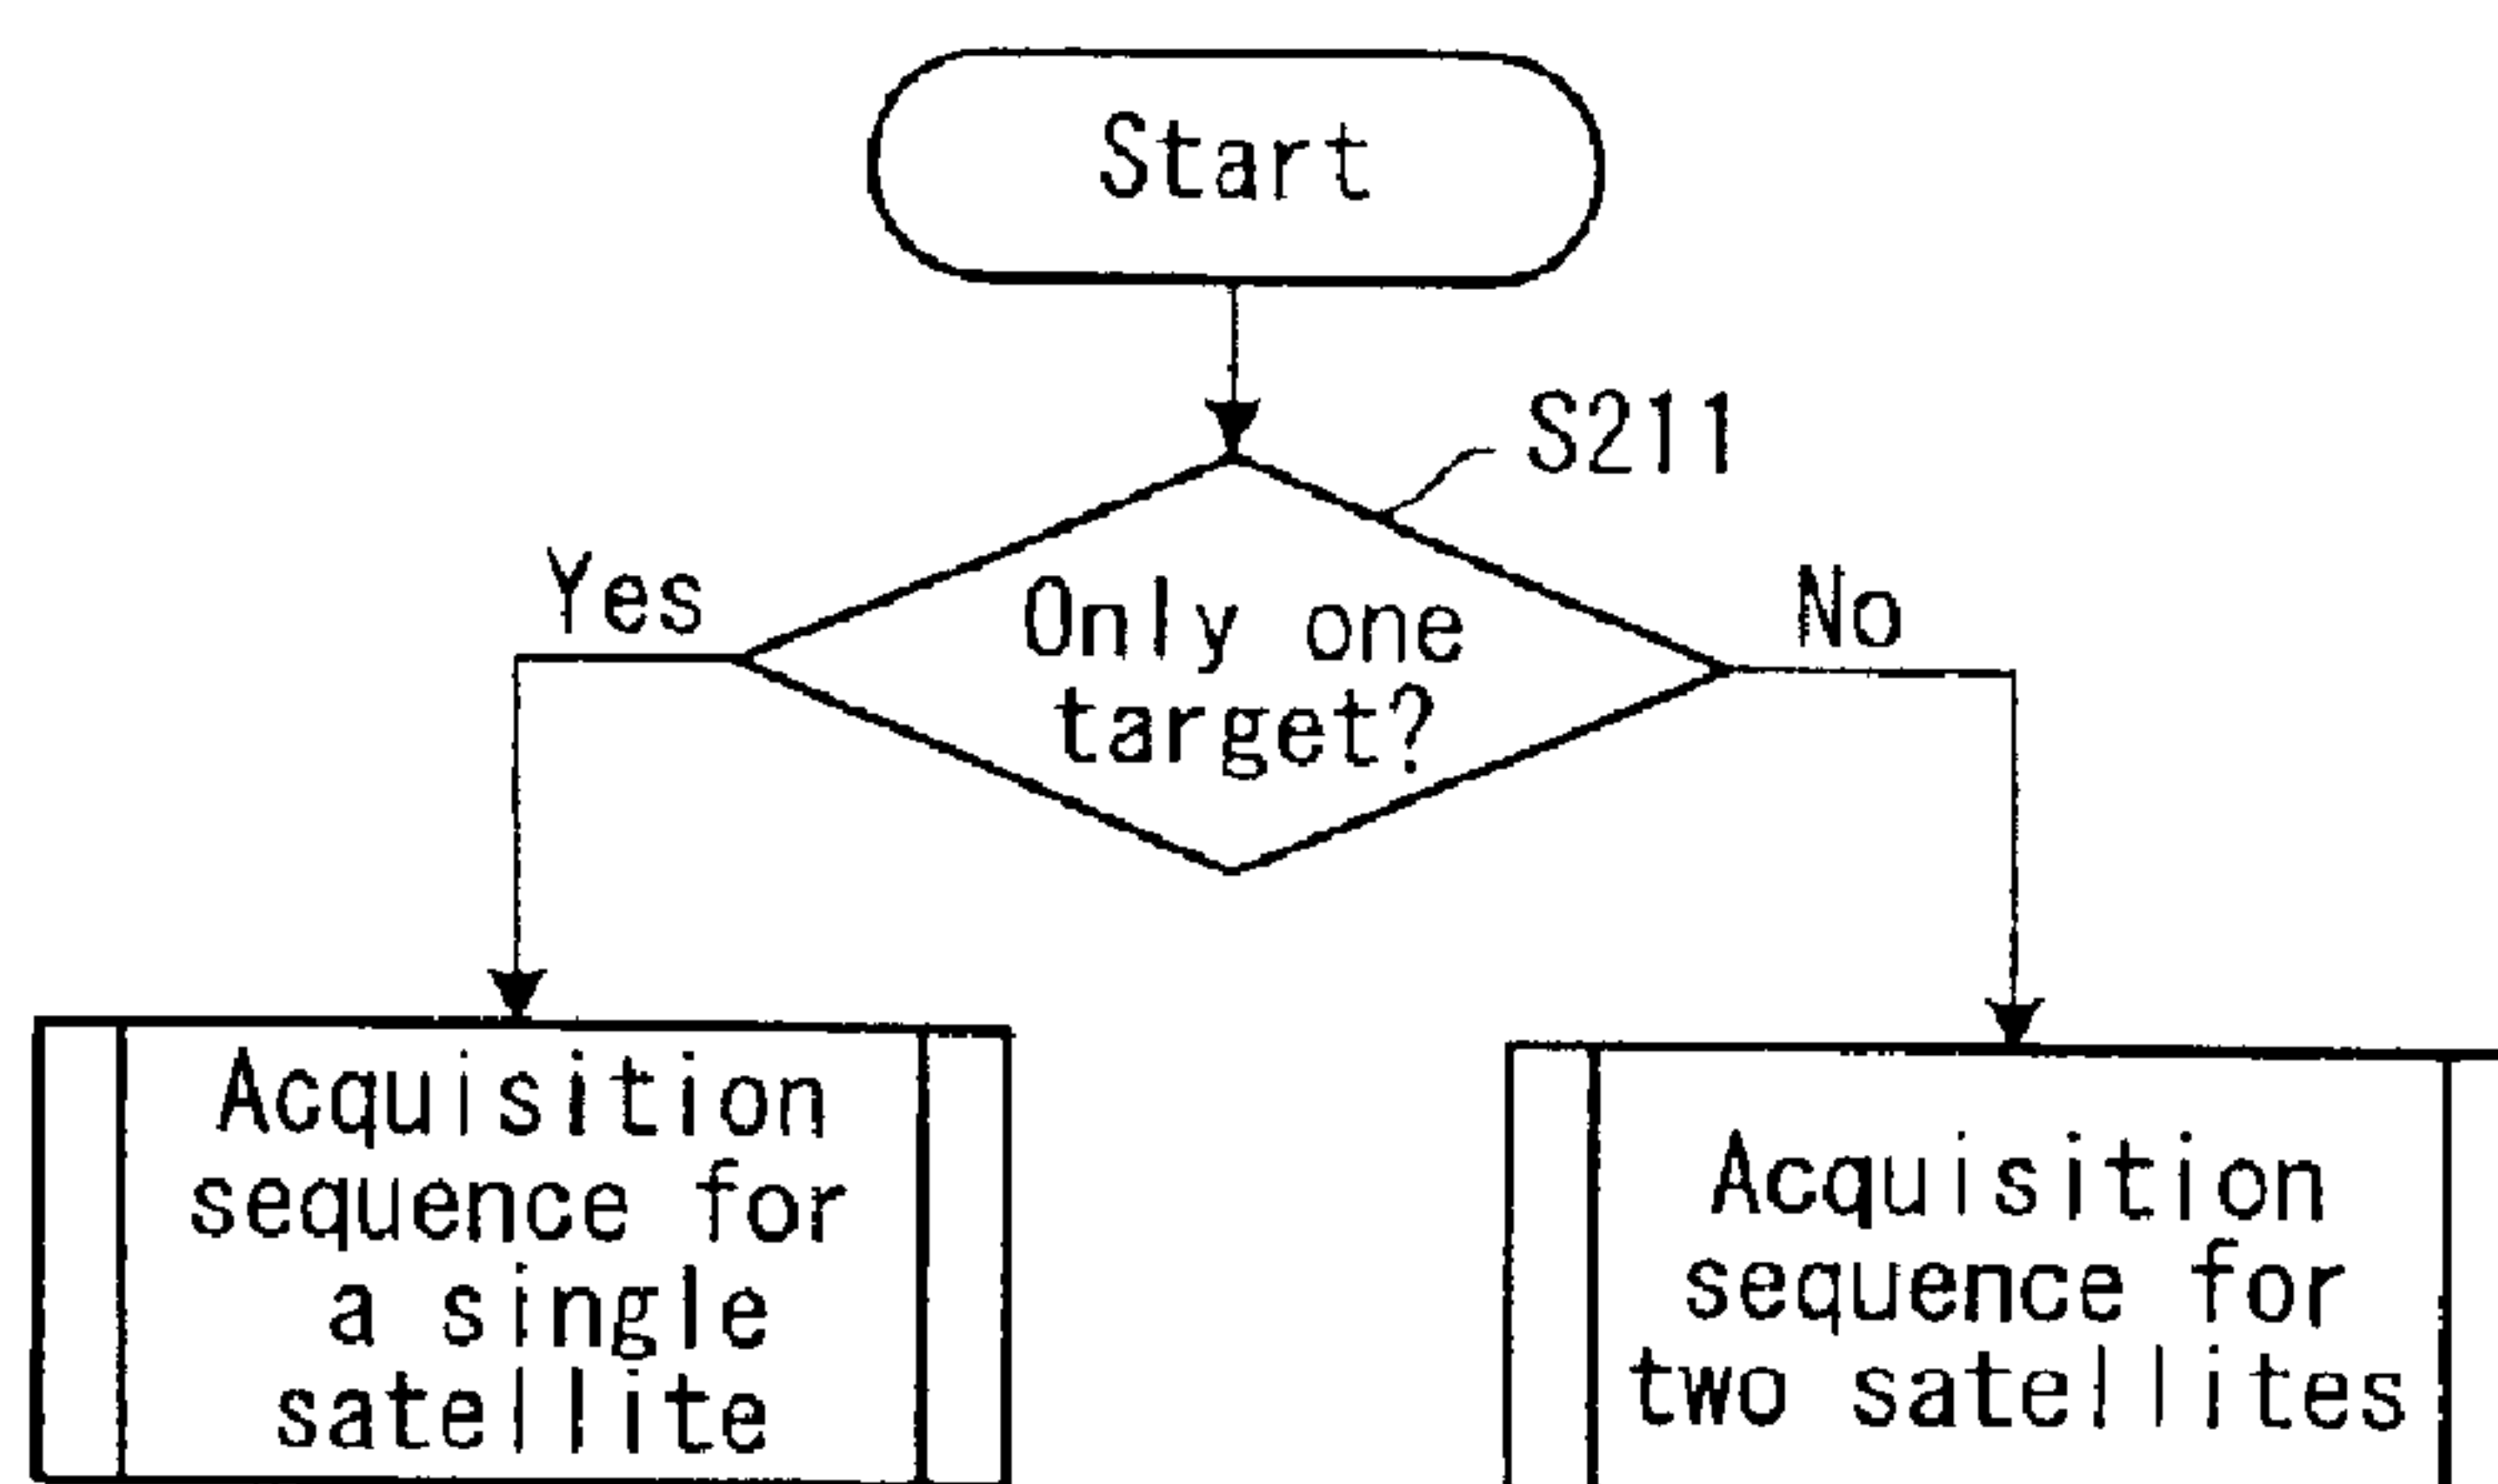 Start
S211
Yes
No
Only one
target?
Acquisition
sequence for
a single
satellite
Acquisition
sequence for
two satellites